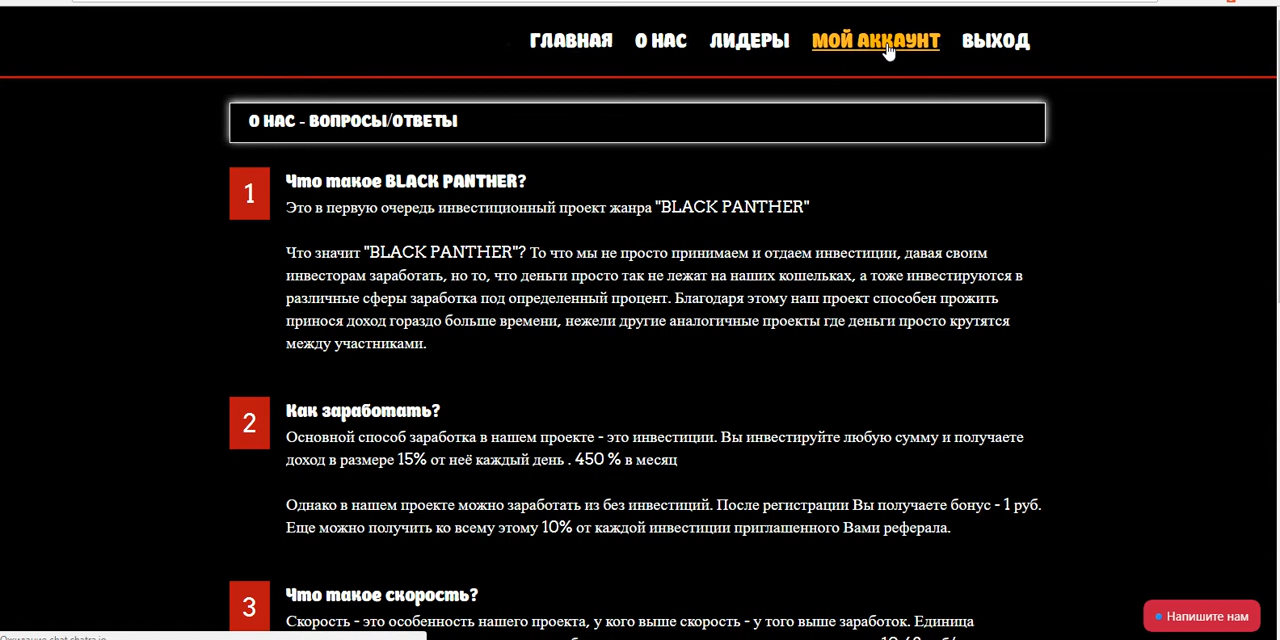 ГЛАВНАЯ О НАС ЛИДЕРЫ МОЙ АККАУНТ ВЫХОД
О НАС - ВОПРОСЫ/ОТВЕТЫ
1
Что такое BLACK PANTHER?
Это в первую очередь инвестиционный проект жанра "BLACK PANTHER"
Что значит "BLACK PANTHER"? То что мы не просто принимаем и отдаем инвестиции, давая своим
инвесторам заработать, но то, что деньги просто так не лежат на наших кошельках, а тоже инвестируются в
различные сферы заработка под определенный процент. Благодаря этому наш проект способен прожить
принося доход гораздо больше времени, нежели другие аналогичные проекты где деньги просто крутятся
между участниками.
2
Как заработать?
Основной способ заработка в нашем проекте - это инвестиции. Вы инвестируйте любую сумму и получаете
доход в размере 15% от неё каждый день . 450 % в месяц
Однако в нашем проекте можно заработать из без инвестиций. После регистрации Вы получаете бонус - 1 руб.
Еще можно получить ко всему этому 10% от каждой инвестиции приглашенного Вами реферала.
3
Что такое скорость?
Скорость - это особенность нашего проекта, у кого выше скорость - у того выше заработок. Единица
Напишите нам